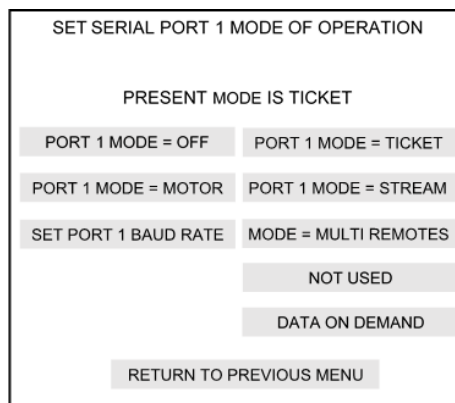 SET SERIAL PORT 1 MODE OF OPERATION
PRESENT MODE IS TICKET
PORT 1 MODE = OFF
PORT 1 MODE = TICKET
PORT 1 MODE = MOTOR
PORT 1 MODE = STREAM
SET PORT 1 BAUD RATE
MODE = MULTI REMOTES
NOT USED
DATA ON DEMAND
RETURN TO PREVIOUS MENU